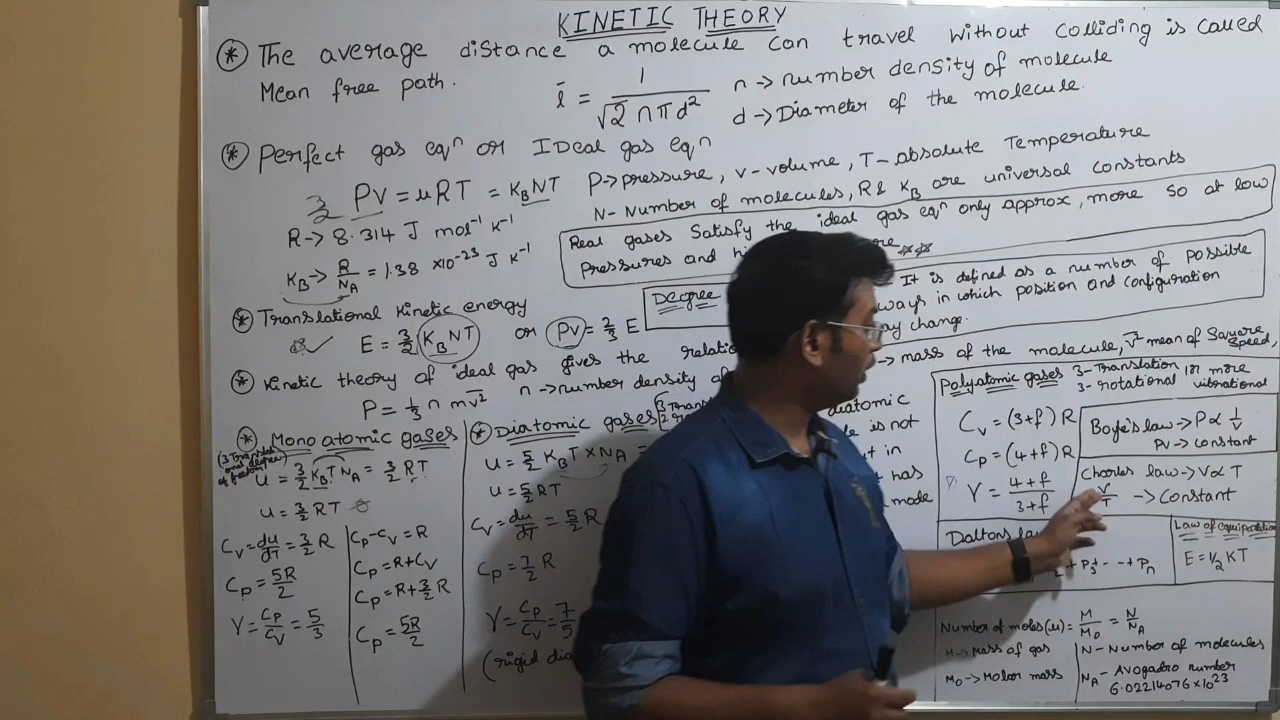 KINETIC THEORY
* The average distance a molecule can travel without colliding is called
Mean free path.
l̄ = 1 / √2 nπd²
n -> number density of molecule
d -> Diameter of the molecule.
* perfect gas eqⁿ or IDeal gas eqⁿ
PV = μRT = K_B NT
P -> pressure, V - volume, T - absolute Temperature
N - Number of molecules, R & K_B are universal constants
R -> 8.314 J mol⁻¹ K⁻¹
K_B -> R/N_A = 1.38 ×10⁻²³ J K⁻¹
Real gases Satisfy the ideal gas eqⁿ only approx, more so at low
pressures and
Degree
It is defined as a number of possible
ways in which position and configuration
change.
* Translational kinetic energy
E = 3/2 K_B NT or PV = 2/3 E
* Kinetic theory of ideal gas gives the
-> mass of the molecule, v̄² mean of Square Speed,
P = 1/3 n m v̄² n -> number density of
* Mono atomic gases
(3 Translational degree of freedom)
U = 3/2 K_B T N_A = 3/2 RT
U = 3/2 RT
C_V = du/dT = 3/2 R
C_P = 5R/2
γ = C_P/C_V = 5/3
C_P - C_V = R
C_P = R + C_V
C_P = R + 3/2 R
C_P = 5R/2
* Diatomic gases
U = 5/2 K_B T × N_A =
U = 5/2 RT
C_V = du/dT = 5/2 R
C_P = 7/2 R
γ = C_P/C_V = 7/5
(rigid
diatomic
is not
in
has
mode
Polyatomic gases 3 - Translation
3 - rotational
1 or more
vibrational
C_V = (3+f) R
C_P = (4+f) R
γ = 4+f / 3+f
Boyle's law -> P ∝ 1/V
PV -> constant
Charles law -> V ∝ T
V/T -> Constant
Daltons
+ P₃ + - - + Pₙ
Law of equipartition
E = 1/2 KT
Number of moles (μ) = M/M₀ = N/N_A
M -> Mass of gas
M₀ -> Molar mass
N - Number of molecules
N_A - Avogadro number
6.02214076 × 10²³